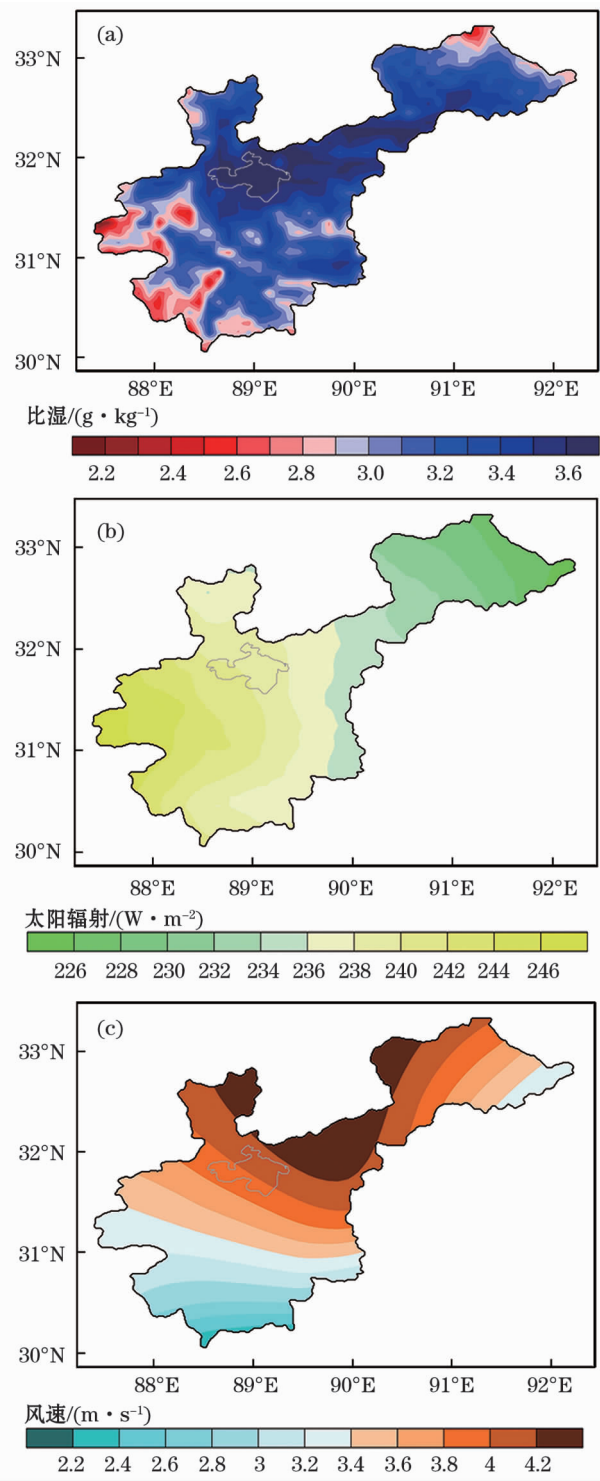 (a)
33°N
32°N
31°N
30°N
88°E 89°E 90°E 91°E 92°E
比湿/(g·kg⁻¹)
2.2 2.4 2.6 2.8 3.0 3.2 3.4 3.6
(b)
33°N
32°N
31°N
30°N
88°E 89°E 90°E 91°E 92°E
太阳辐射/(W·m⁻²)
226 228 230 232 234 236 238 240 242 244 246
(c)
33°N
32°N
31°N
30°N
88°E 89°E 90°E 91°E 92°E
风速/(m·s⁻¹)
2.2 2.4 2.6 2.8 3 3.2 3.4 3.6 3.8 4 4.2